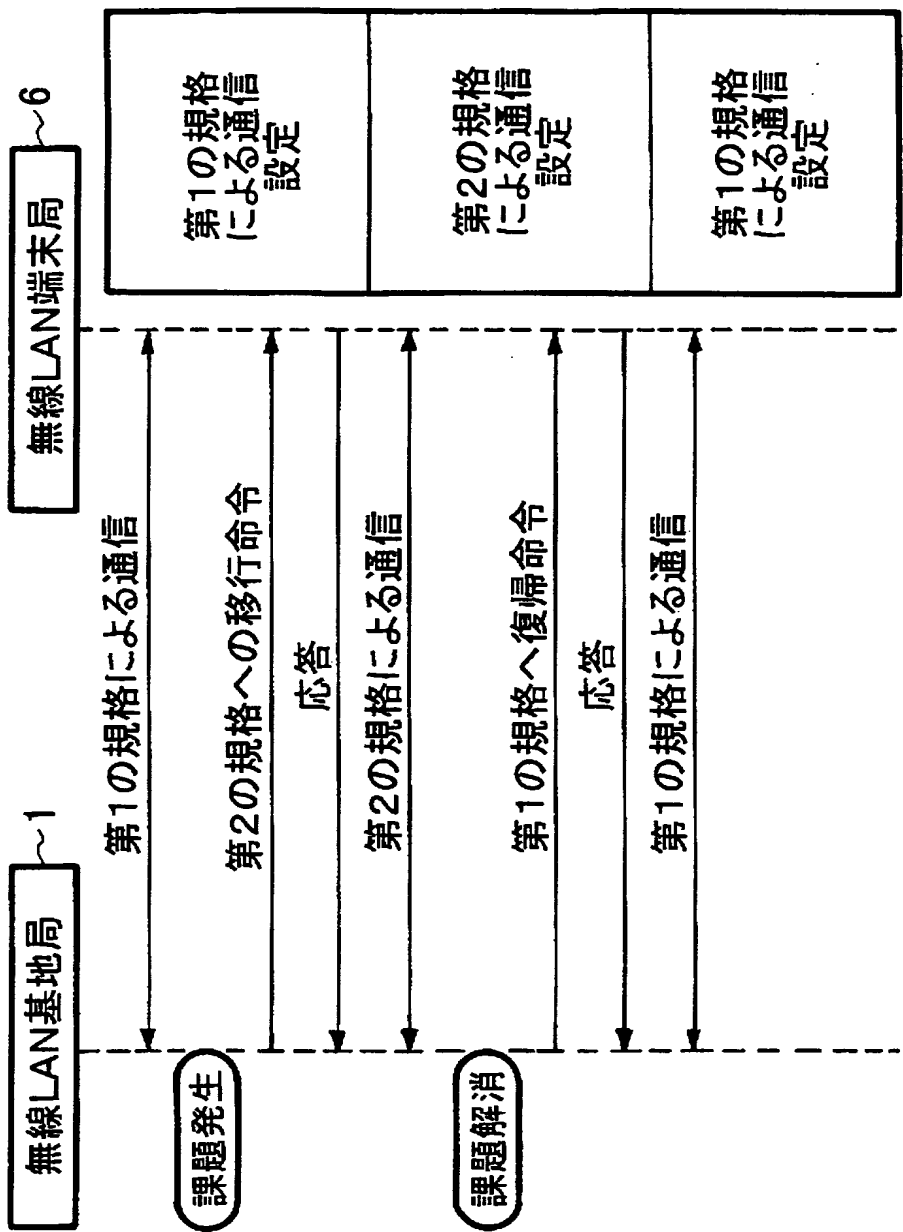 無線LAN基地局
~1
無線LAN端末局
~6
第1の規格による通信
課題発生
第2の規格への移行命令
応答
第2の規格による通信
課題解消
第1の規格へ復帰命令
応答
第1の規格による通信
第1の規格
による通信
設定
第2の規格
による通信
設定
第1の規格
による通信
設定